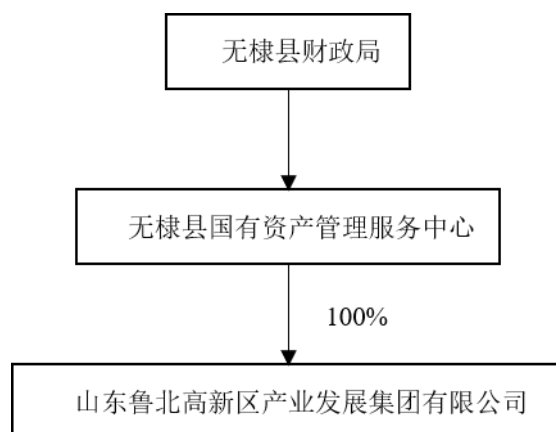 无棣县财政局
无棣县国有资产管理服务中心
100%
山东鲁北高新区产业发展集团有限公司